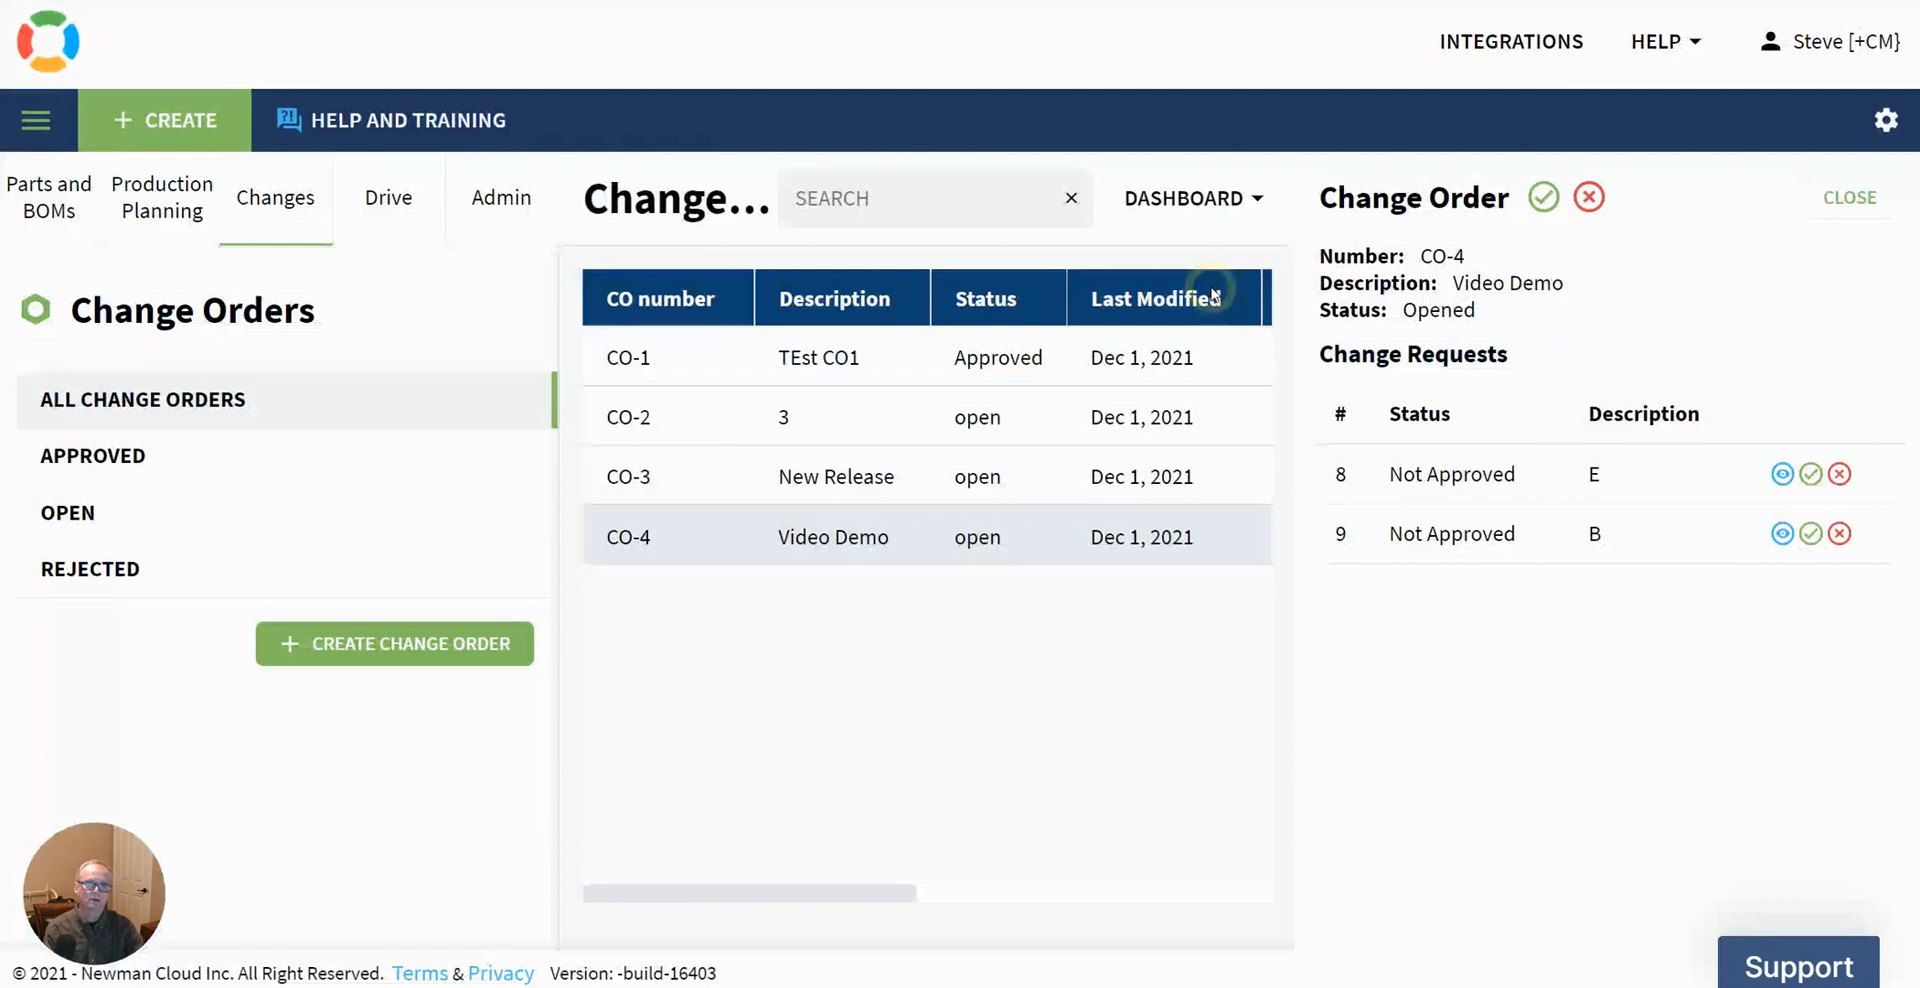 INTEGRATIONS HELP Steve [+CM]
+ CREATE ?! HELP AND TRAINING
Parts and BOMs
Production Planning
Changes
Drive
Admin
Change Orders
ALL CHANGE ORDERS
APPROVED
OPEN
REJECTED
+ CREATE CHANGE ORDER
Change... SEARCH × DASHBOARD
CO number Description Status Last Modified
CO-1 TEst CO1 Approved Dec 1, 2021
CO-2 3 open Dec 1, 2021
CO-3 New Release open Dec 1, 2021
CO-4 Video Demo open Dec 1, 2021
Change Order CLOSE
Number: CO-4
Description: Video Demo
Status: Opened
Change Requests
# Status Description
8 Not Approved E
9 Not Approved B
© 2021 - Newman Cloud Inc. All Right Reserved. Terms & Privacy Version: -build-16403
Support